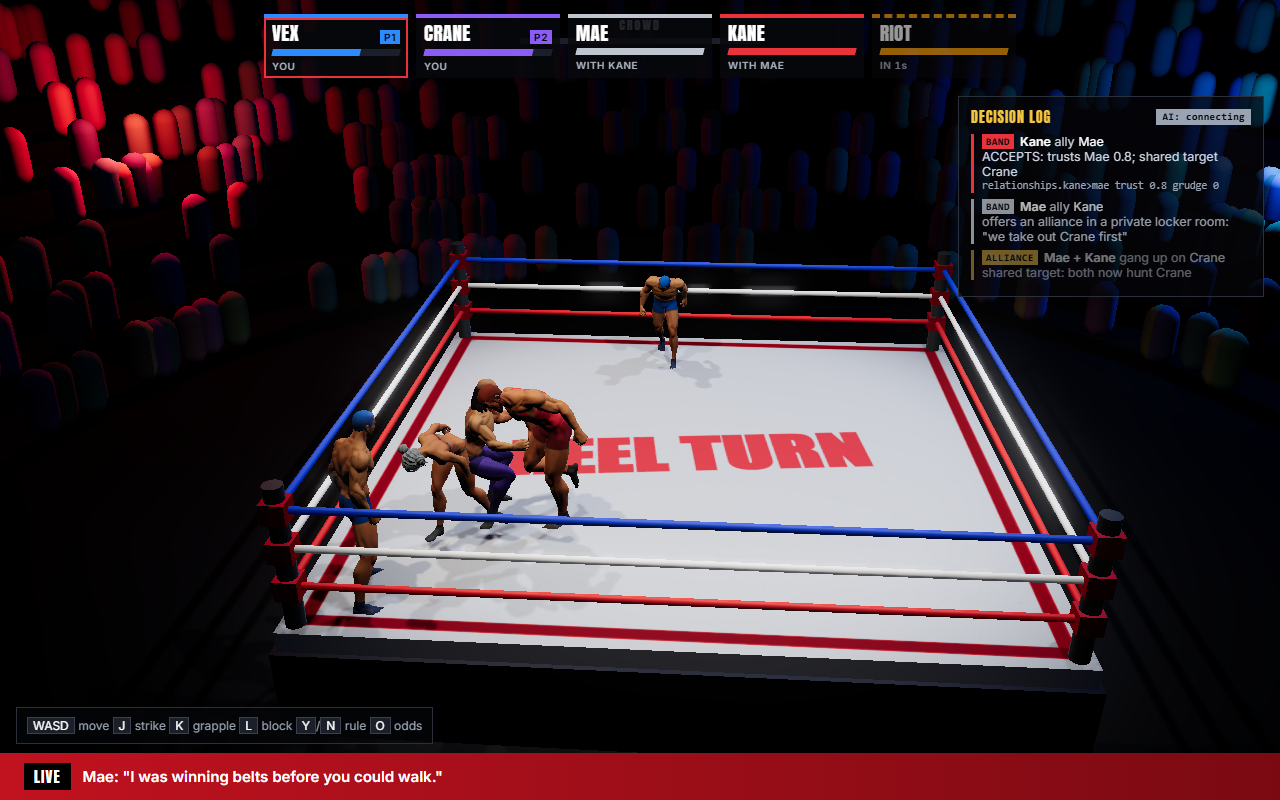 VEX P1
YOU
CRANE P2
YOU
CROWD
MAE
WITH KANE
KANE
WITH MAE
RIOT
IN 1s
DECISION LOG AI: connecting
BAND Kane ally Mae
ACCEPTS: trusts Mae 0.8; shared target
Crane
relationships.kane>mae trust 0.8 grudge 0
BAND Mae ally Kane
offers an alliance in a private locker room:
"we take out Crane first"
ALLIANCE Mae + Kane gang up on Crane
shared target: both now hunt Crane
EEL TURN
WASD move J strike K grapple L block Y/N rule O odds
LIVE Mae: "I was winning belts before you could walk."